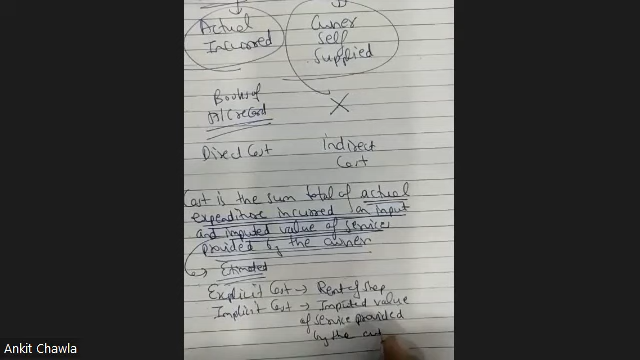 Actual
Incurred
Owner
Self
Supplied
Books of
A/c record
X
Direct Cost
Indirect
Cost
Cost is the sum total of actual
expenditure incurred on input
and imputed value of service
provided by the owner
Estimated
Explicit Cost → Rent of shop
Implicit Cost → Imputed value
of service provided
by the
Ankit Chawla